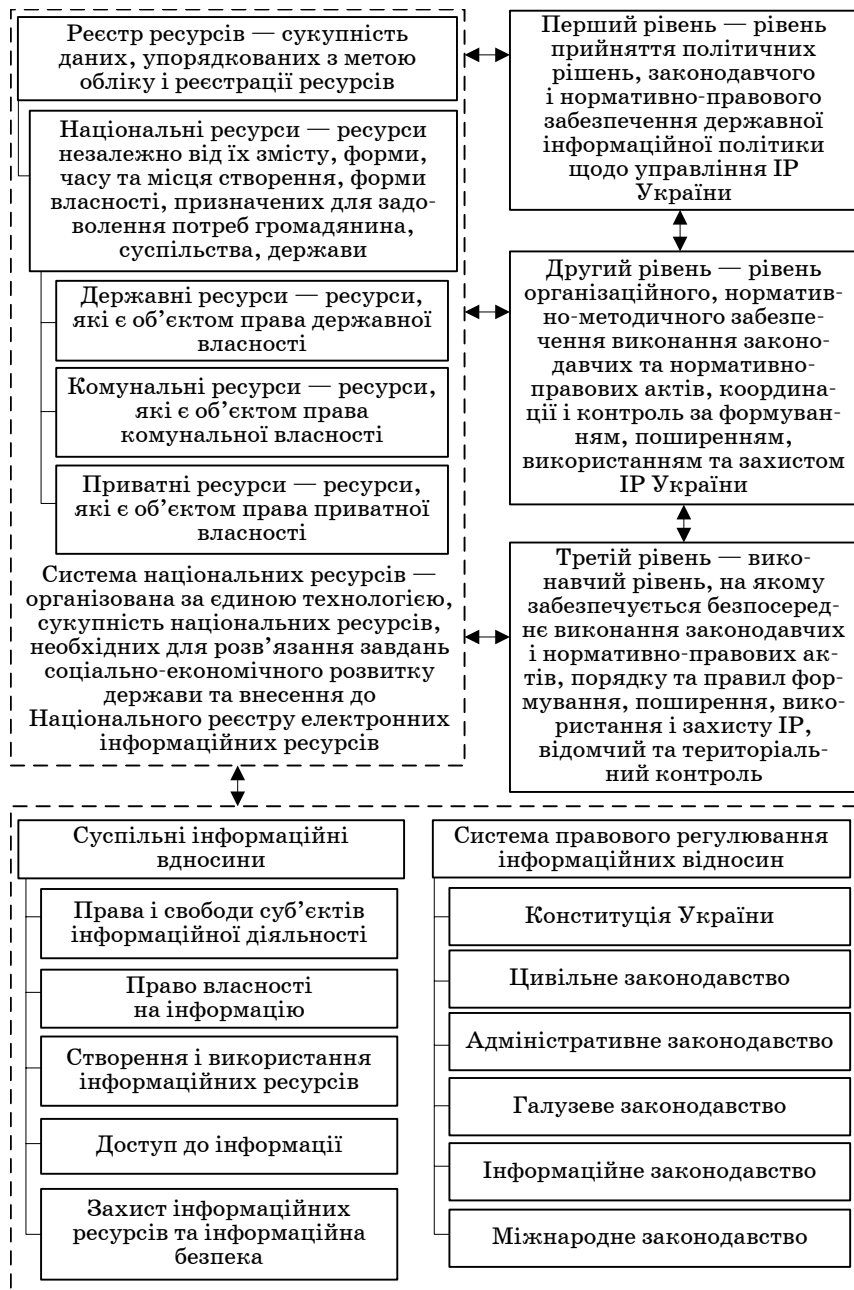 Реєстр ресурсів — сукупність
даних, упорядкованих з метою
обліку і реєстрації ресурсів
Національні ресурси — ресурси
незалежно від їх змісту, форми,
часу та місця створення, форми
власності, призначених для задо-
волення потреб громадянина,
суспільства, держави
Державні ресурси — ресурси,
які є об’єктом права державної
власності
Комунальні ресурси — ресурси,
які є об’єктом права
комунальної власності
Приватні ресурси — ресурси,
які є об’єктом права приватної
власності
Система національних ресурсів —
організована за єдиною технологією,
сукупність національних ресурсів,
необхідних для розв’язання завдань
соціально-економічного розвитку
держави та внесення до
Національного реєстру електронних
інформаційних ресурсів
Перший рівень — рівень
прийняття політичних
рішень, законодавчого
і нормативно-правового
забезпечення державної
інформаційної політики
щодо управління ІР
України
Другий рівень — рівень
організаційного, норматив-
но-методичного забезпе-
чення виконання законо-
давчих та нормативно-
правових актів, координа-
ції і контроль за формуван-
ням, поширенням,
використанням та захистом
ІР України
Третій рівень — вико-
навчий рівень, на якому
забезпечується безпосеред-
нє виконання законодавчих
і нормативно-правових ак-
тів, порядку та правил фор-
мування, поширення, вико-
ристання і захисту ІР,
відомчий та територіаль-
ний контроль
Суспільні інформаційні
вдносини
Права і свободи суб’єктів
інформаційної діяльності
Право власності
на інформацію
Створення і використання
інформаційних ресурсів
Доступ до інформації
Захист інформаційних
ресурсів та інформаційна
безпека
Система правового регулювання
інформаційних відносин
Конституція України
Цивільне законодавство
Адміністративне законодавство
Галузеве законодавство
Інформаційне законодавство
Міжнародне законодавство